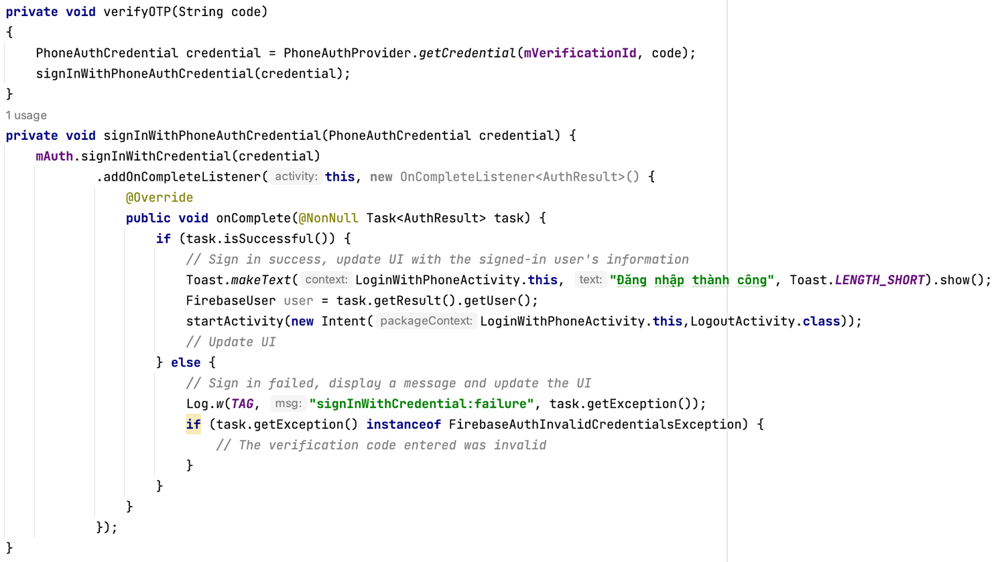 private void verifyOTP(String code)
{
    PhoneAuthCredential credential = PhoneAuthProvider.getCredential(mVerificationId, code);
    signInWithPhoneAuthCredential(credential);
}
1 usage
private void signInWithPhoneAuthCredential(PhoneAuthCredential credential) {
    mAuth.signInWithCredential(credential)
            .addOnCompleteListener( activity: this, new OnCompleteListener<AuthResult>() {
                @Override
                public void onComplete(@NonNull Task<AuthResult> task) {
                    if (task.isSuccessful()) {
                        // Sign in success, update UI with the signed-in user's information
                        Toast.makeText( context: LoginWithPhoneActivity.this, text: "Đăng nhập thành công", Toast.LENGTH_SHORT).show();
                        FirebaseUser user = task.getResult().getUser();
                        startActivity(new Intent( packageContext: LoginWithPhoneActivity.this,LogoutActivity.class));
                        // Update UI
                    } else {
                        // Sign in failed, display a message and update the UI
                        Log.w(TAG, msg: "signInWithCredential:failure", task.getException());
                        if (task.getException() instanceof FirebaseAuthInvalidCredentialsException) {
                            // The verification code entered was invalid
                        }
                    }
                }
            });
}